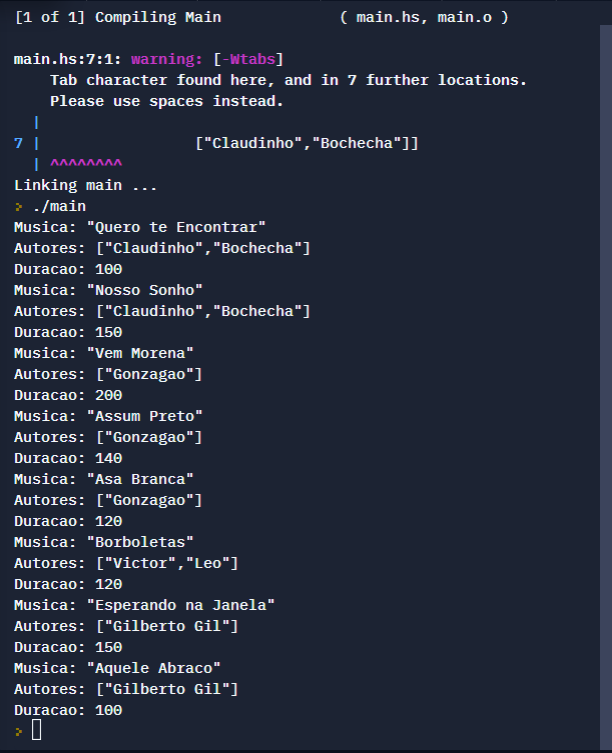 [1 of 1] Compiling Main             ( main.hs, main.o )
main.hs:7:1: warning: [-Wtabs]
    Tab character found here, and in 7 further locations.
    Please use spaces instead.
  |
7 |                 ["Claudinho","Bochecha"]]
  | ^^^^^^^^
Linking main ...
> ./main
Musica: "Quero te Encontrar"
Autores: ["Claudinho","Bochecha"]
Duracao: 100
Musica: "Nosso Sonho"
Autores: ["Claudinho","Bochecha"]
Duracao: 150
Musica: "Vem Morena"
Autores: ["Gonzagao"]
Duracao: 200
Musica: "Assum Preto"
Autores: ["Gonzagao"]
Duracao: 140
Musica: "Asa Branca"
Autores: ["Gonzagao"]
Duracao: 120
Musica: "Borboletas"
Autores: ["Victor","Leo"]
Duracao: 120
Musica: "Esperando na Janela"
Autores: ["Gilberto Gil"]
Duracao: 150
Musica: "Aquele Abraco"
Autores: ["Gilberto Gil"]
Duracao: 100
>